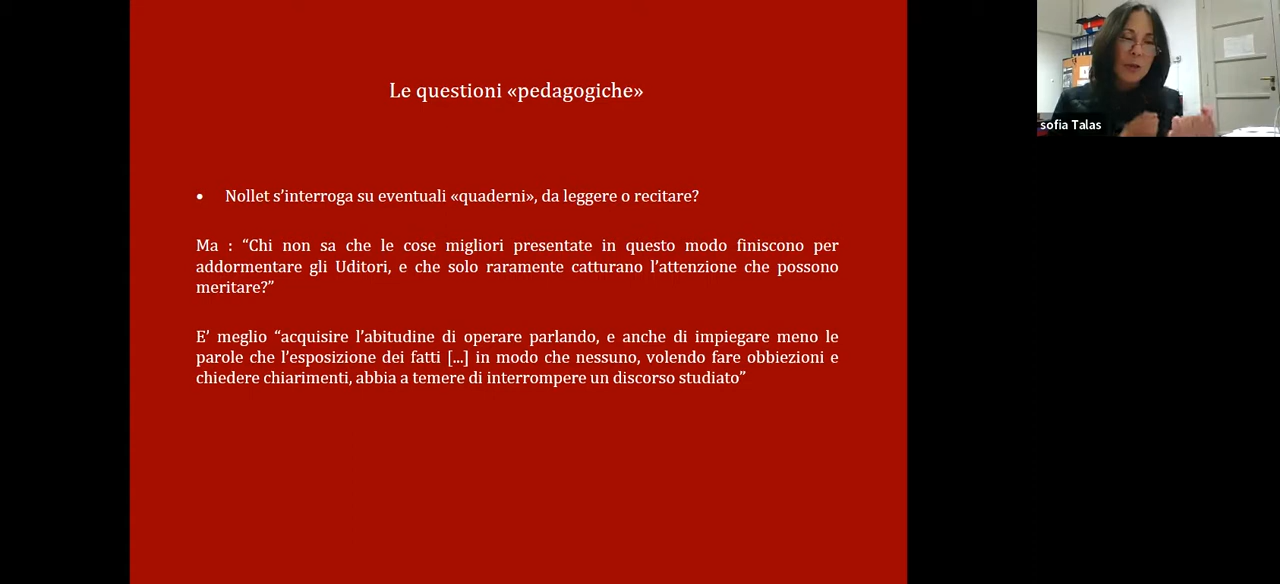 Le questioni «pedagogiche»
• Nollet s’interroga su eventuali «quaderni», da leggere o recitare?
Ma : “Chi non sa che le cose migliori presentate in questo modo finiscono per
addormentare gli Uditori, e che solo raramente catturano l’attenzione che possono
meritare?”
E’ meglio “acquisire l’abitudine di operare parlando, e anche di impiegare meno le
parole che l’esposizione dei fatti [...] in modo che nessuno, volendo fare obbiezioni e
chiedere chiarimenti, abbia a temere di interrompere un discorso studiato”
sofia Talas